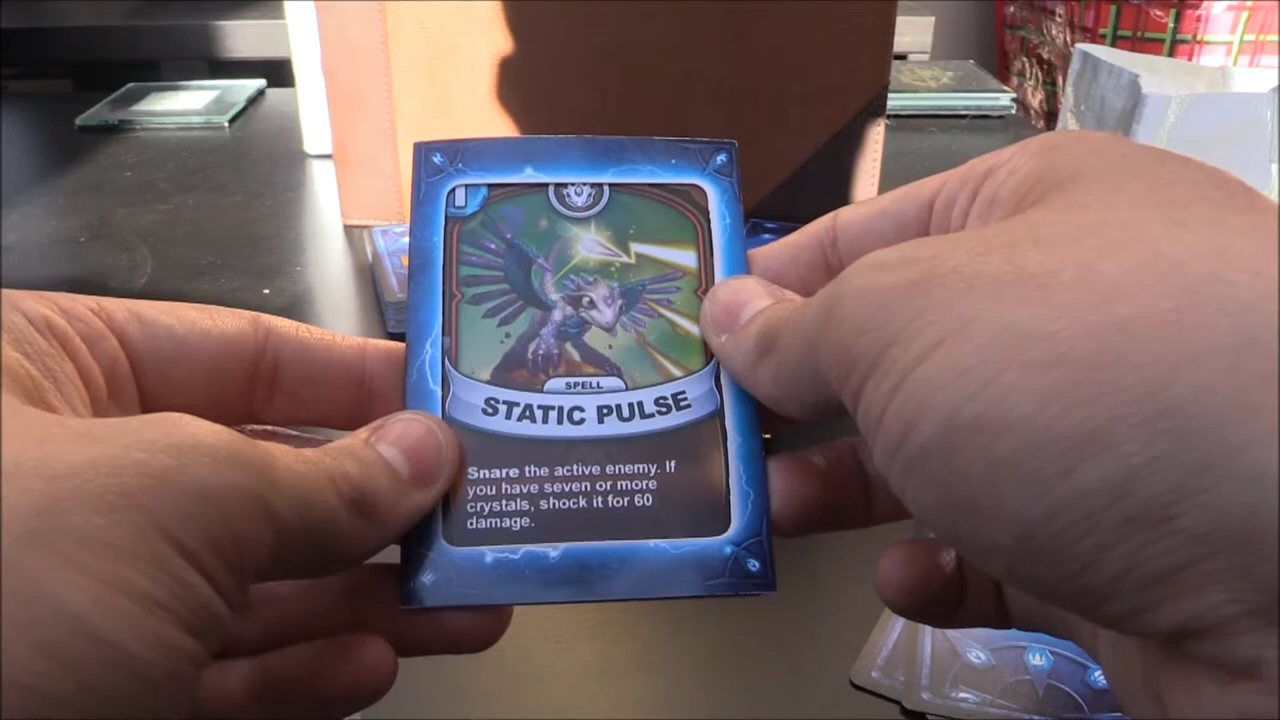 1
SPELL
STATIC PULSE
Snare the active enemy. If
you have seven or more
crystals, shock it for 60
damage.